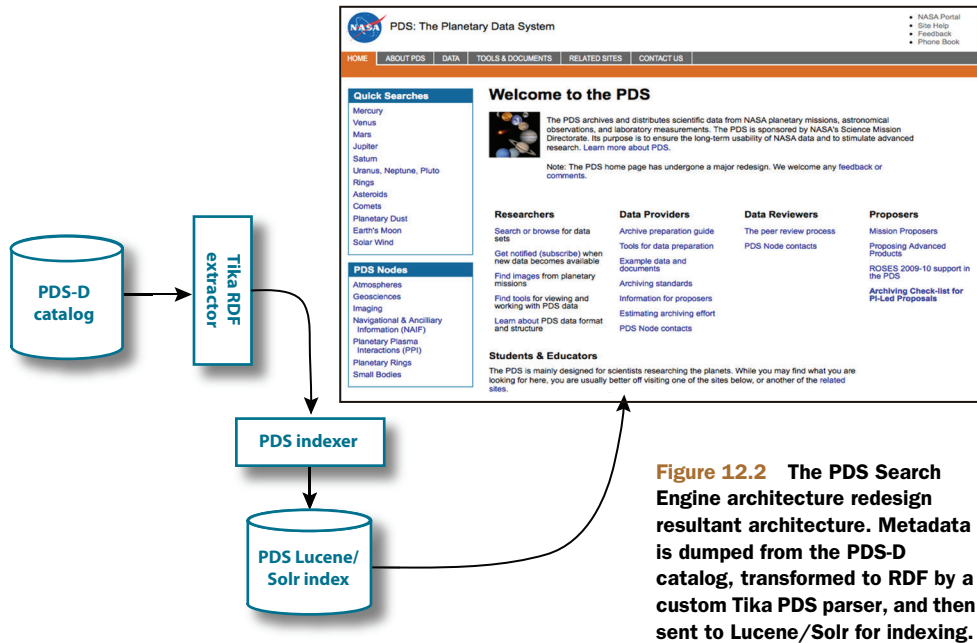 NASA
PDS: The Planetary Data System
NASA Portal
Site Help
Feedback
Phone Book
HOME
ABOUT PDS
DATA
TOOLS & DOCUMENTS
RELATED SITES
CONTACT US
Quick Searches
Mercury
Venus
Mars
Jupiter
Saturn
Uranus, Neptune, Pluto
Rings
Asteroids
Comets
Planetary Dust
Earth's Moon
Solar Wind
PDS Nodes
Atmospheres
Geosciences
Imaging
Navigational & Ancilliary
Information (NAIF)
Planetary Plasma
Interactions (PPI)
Planetary Rings
Small Bodies
Welcome to the PDS
The PDS archives and distributes scientific data from NASA planetary missions, astronomical
observations, and laboratory measurements. The PDS is sponsored by NASA's Science Mission
Directorate. Its purpose is to ensure the long-term usability of NASA data and to stimulate advanced
research. Learn more about PDS.
Note: The PDS home page has undergone a major redesign. We welcome any feedback or
comments.
Researchers
Search or browse for data
sets
Get notified (subscribe) when
new data becomes available
Find images from planetary
missions
Find tools for viewing and
working with PDS data
Learn about PDS data format
and structure
Data Providers
Archive preparation guide
Tools for data preparation
Example data and
documents
Archiving standards
Information for proposers
Estimating archiving effort
PDS Node contacts
Data Reviewers
The peer review process
PDS Node contacts
Proposers
Mission Proposers
Proposing Advanced
Products
ROSES 2009-10 support in
the PDS
Archiving Check-list for
PI-Led Proposals
Students & Educators
The PDS is mainly designed for scientists researching the planets. While you may find what you are
looking for here, you are usually better off visiting one of the sites below, or another of the related
sites.
PDS-D
catalog
Tika RDF
extractor
PDS indexer
PDS Lucene/
Solr index
Figure 12.2 The PDS Search
Engine architecture redesign
resultant architecture. Metadata
is dumped from the PDS-D
catalog, transformed to RDF by a
custom Tika PDS parser, and then
sent to Lucene/Solr for indexing.